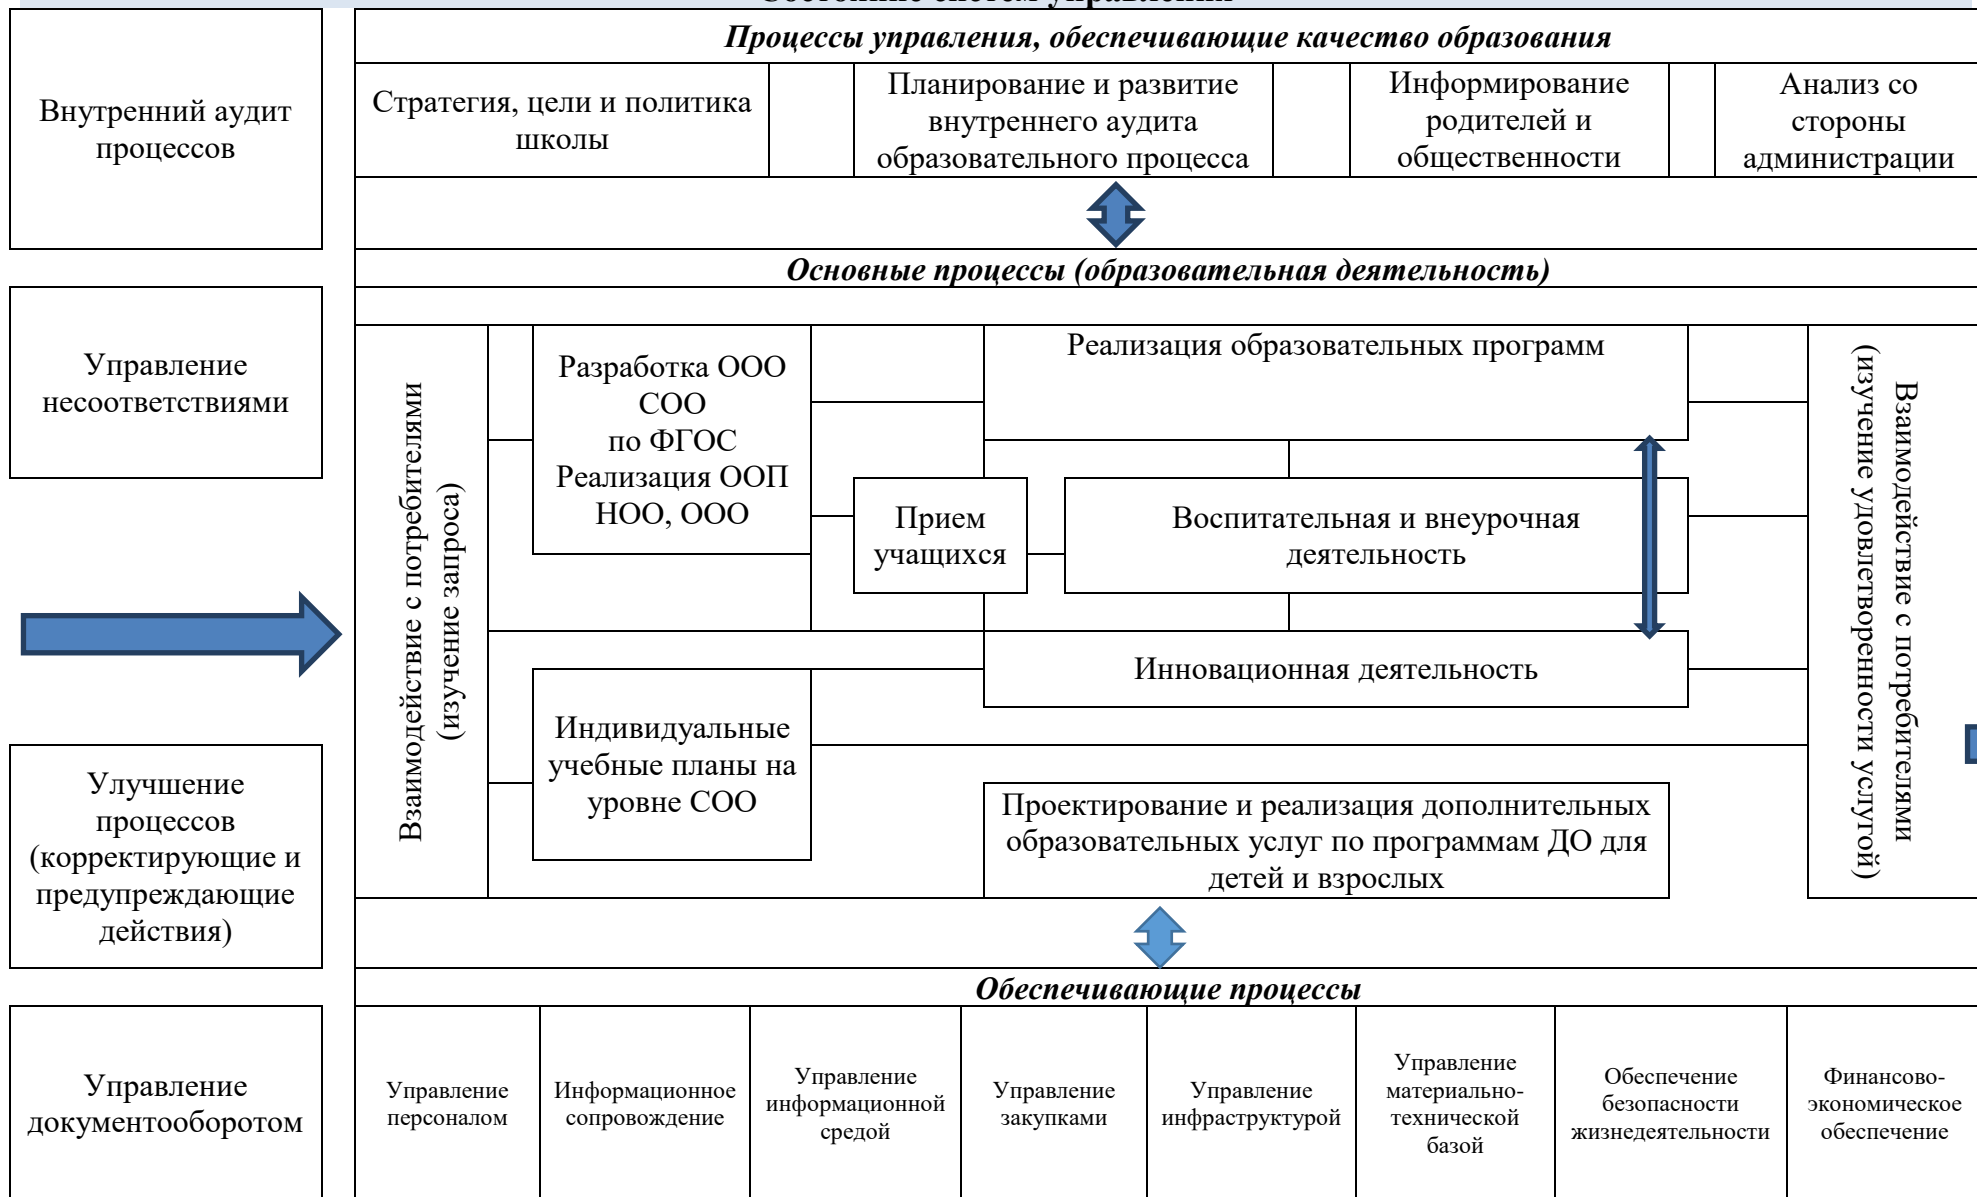 Состояние систем управления
Процессы управления, обеспечивающие качество образования
Внутренний аудит
процессов
Стратегия, цели и политика
школы
Планирование и развитие
внутреннего аудита
образовательного процесса
Информирование
родителей и
общественности
Анализ со
стороны
администрации
Основные процессы (образовательная деятельность)
Управление
несоответствиями
Взаимодействие с потребителями
(изучение запроса)
Разработка ООО
СОО
по ФГОС
Реализация ООП
НОО, ООО
Реализация образовательных программ
Прием
учащихся
Воспитательная и внеурочная
деятельность
Инновационная деятельность
Индивидуальные
учебные планы на
уровне СОО
Проектирование и реализация дополнительных
образовательных услуг по программам ДО для
детей и взрослых
Взаимодействие с потребителями
(изучение удовлетворенности услугой)
Улучшение
процессов
(корректирующие и
предупреждающие
действия)
Обеспечивающие процессы
Управление
документооборотом
Управление
персоналом
Информационное
сопровождение
Управление
информационной
средой
Управление
закупками
Управление
инфраструктурой
Управление
материально-
технической
базой
Обеспечение
безопасности
жизнедеятельности
Финансово-
экономическое
обеспечение